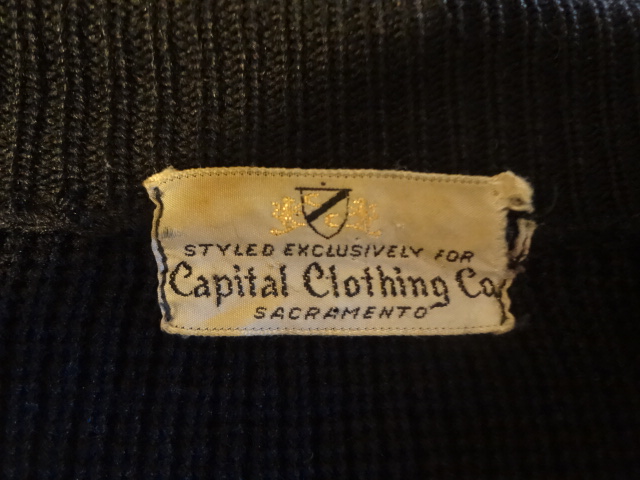 STYLED EXCLUSIVELY FOR
Capital Clothing Co
SACRAMENTO